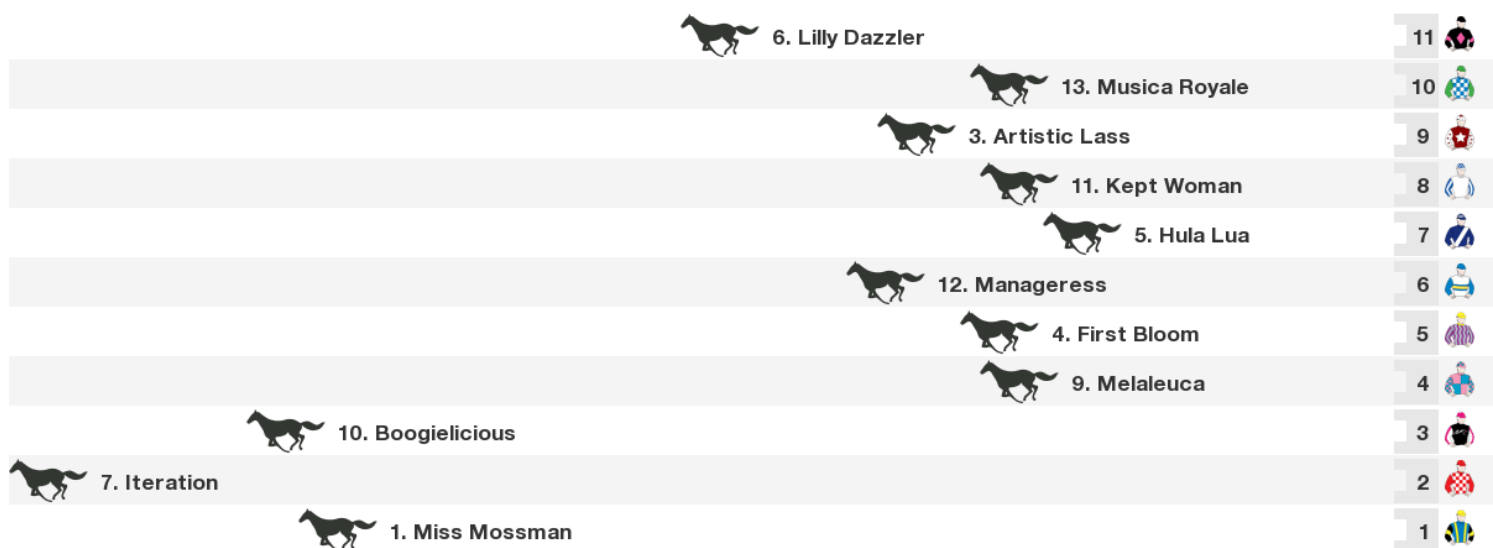 6. Lilly Dazzler 11
13. Musica Royale 10
3. Artistic Lass 9
11. Kept Woman 8
5. Hula Lua 7
12. Manageress 6
4. First Bloom 5
9. Melaleuca 4
10. Boogielicious 3
7. Iteration 2
1. Miss Mossman 1